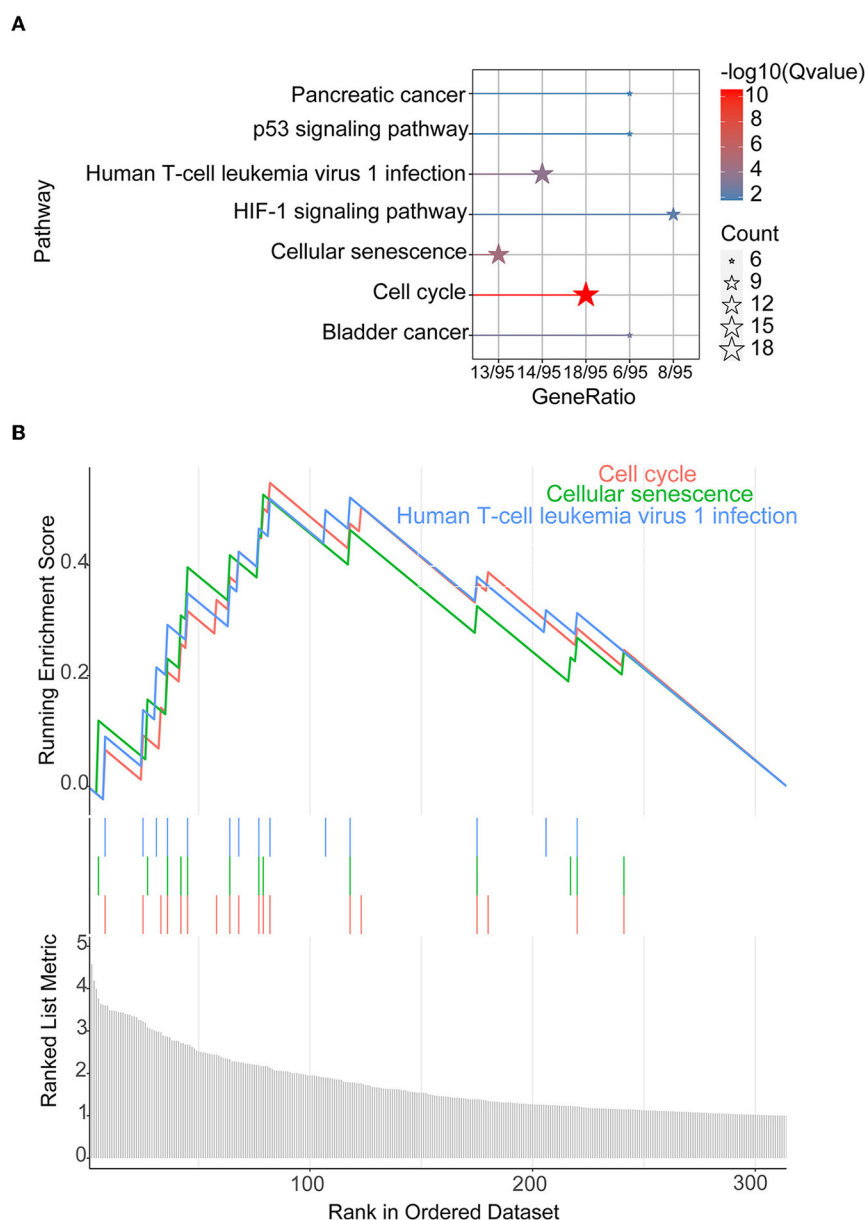 A
Pathway
Pancreatic cancer
p53 signaling pathway
Human T-cell leukemia virus 1 infection
HIF-1 signaling pathway
Cellular senescence
Cell cycle
Bladder cancer
13/95 14/95 18/95 6/95 8/95
GeneRatio
-log10(Qvalue)
10
8
6
4
2
Count
6
9
12
15
18
B
Cell cycle
Cellular senescence
Human T-cell leukemia virus 1 infection
Running Enrichment Score
0.4
0.2
0.0
Ranked List Metric
5
4
3
2
1
0
100 200 300
Rank in Ordered Dataset